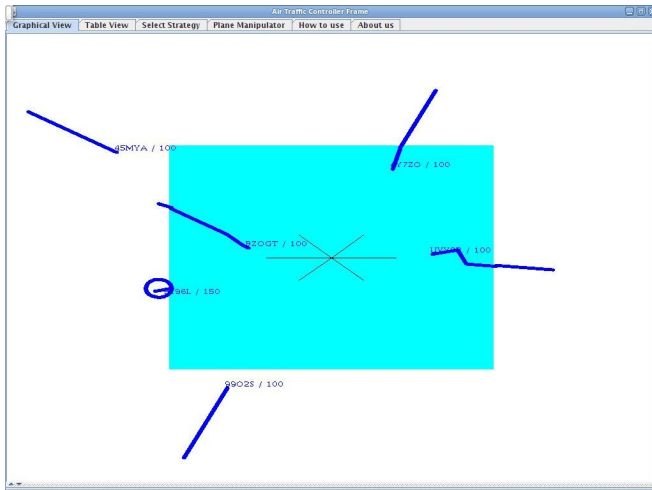 Air Traffic Controller Frame
Graphical View
Table View
Select Strategy
Plane Manipulator
How to use
About us
45MYA / 100
/ 100
BZOGT / 100
/ 100
/ 150
99O2S / 100